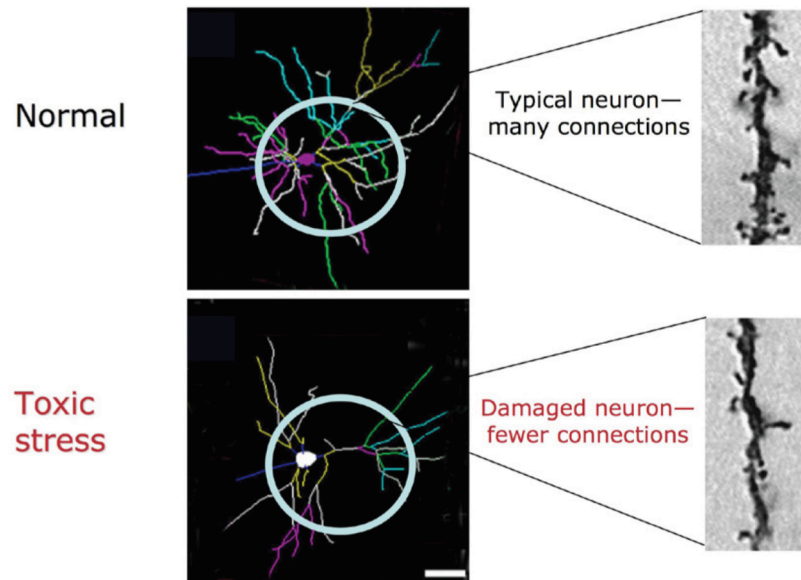 Normal
Typical neuron—
many connections
Toxic
stress
Damaged neuron—
fewer connections